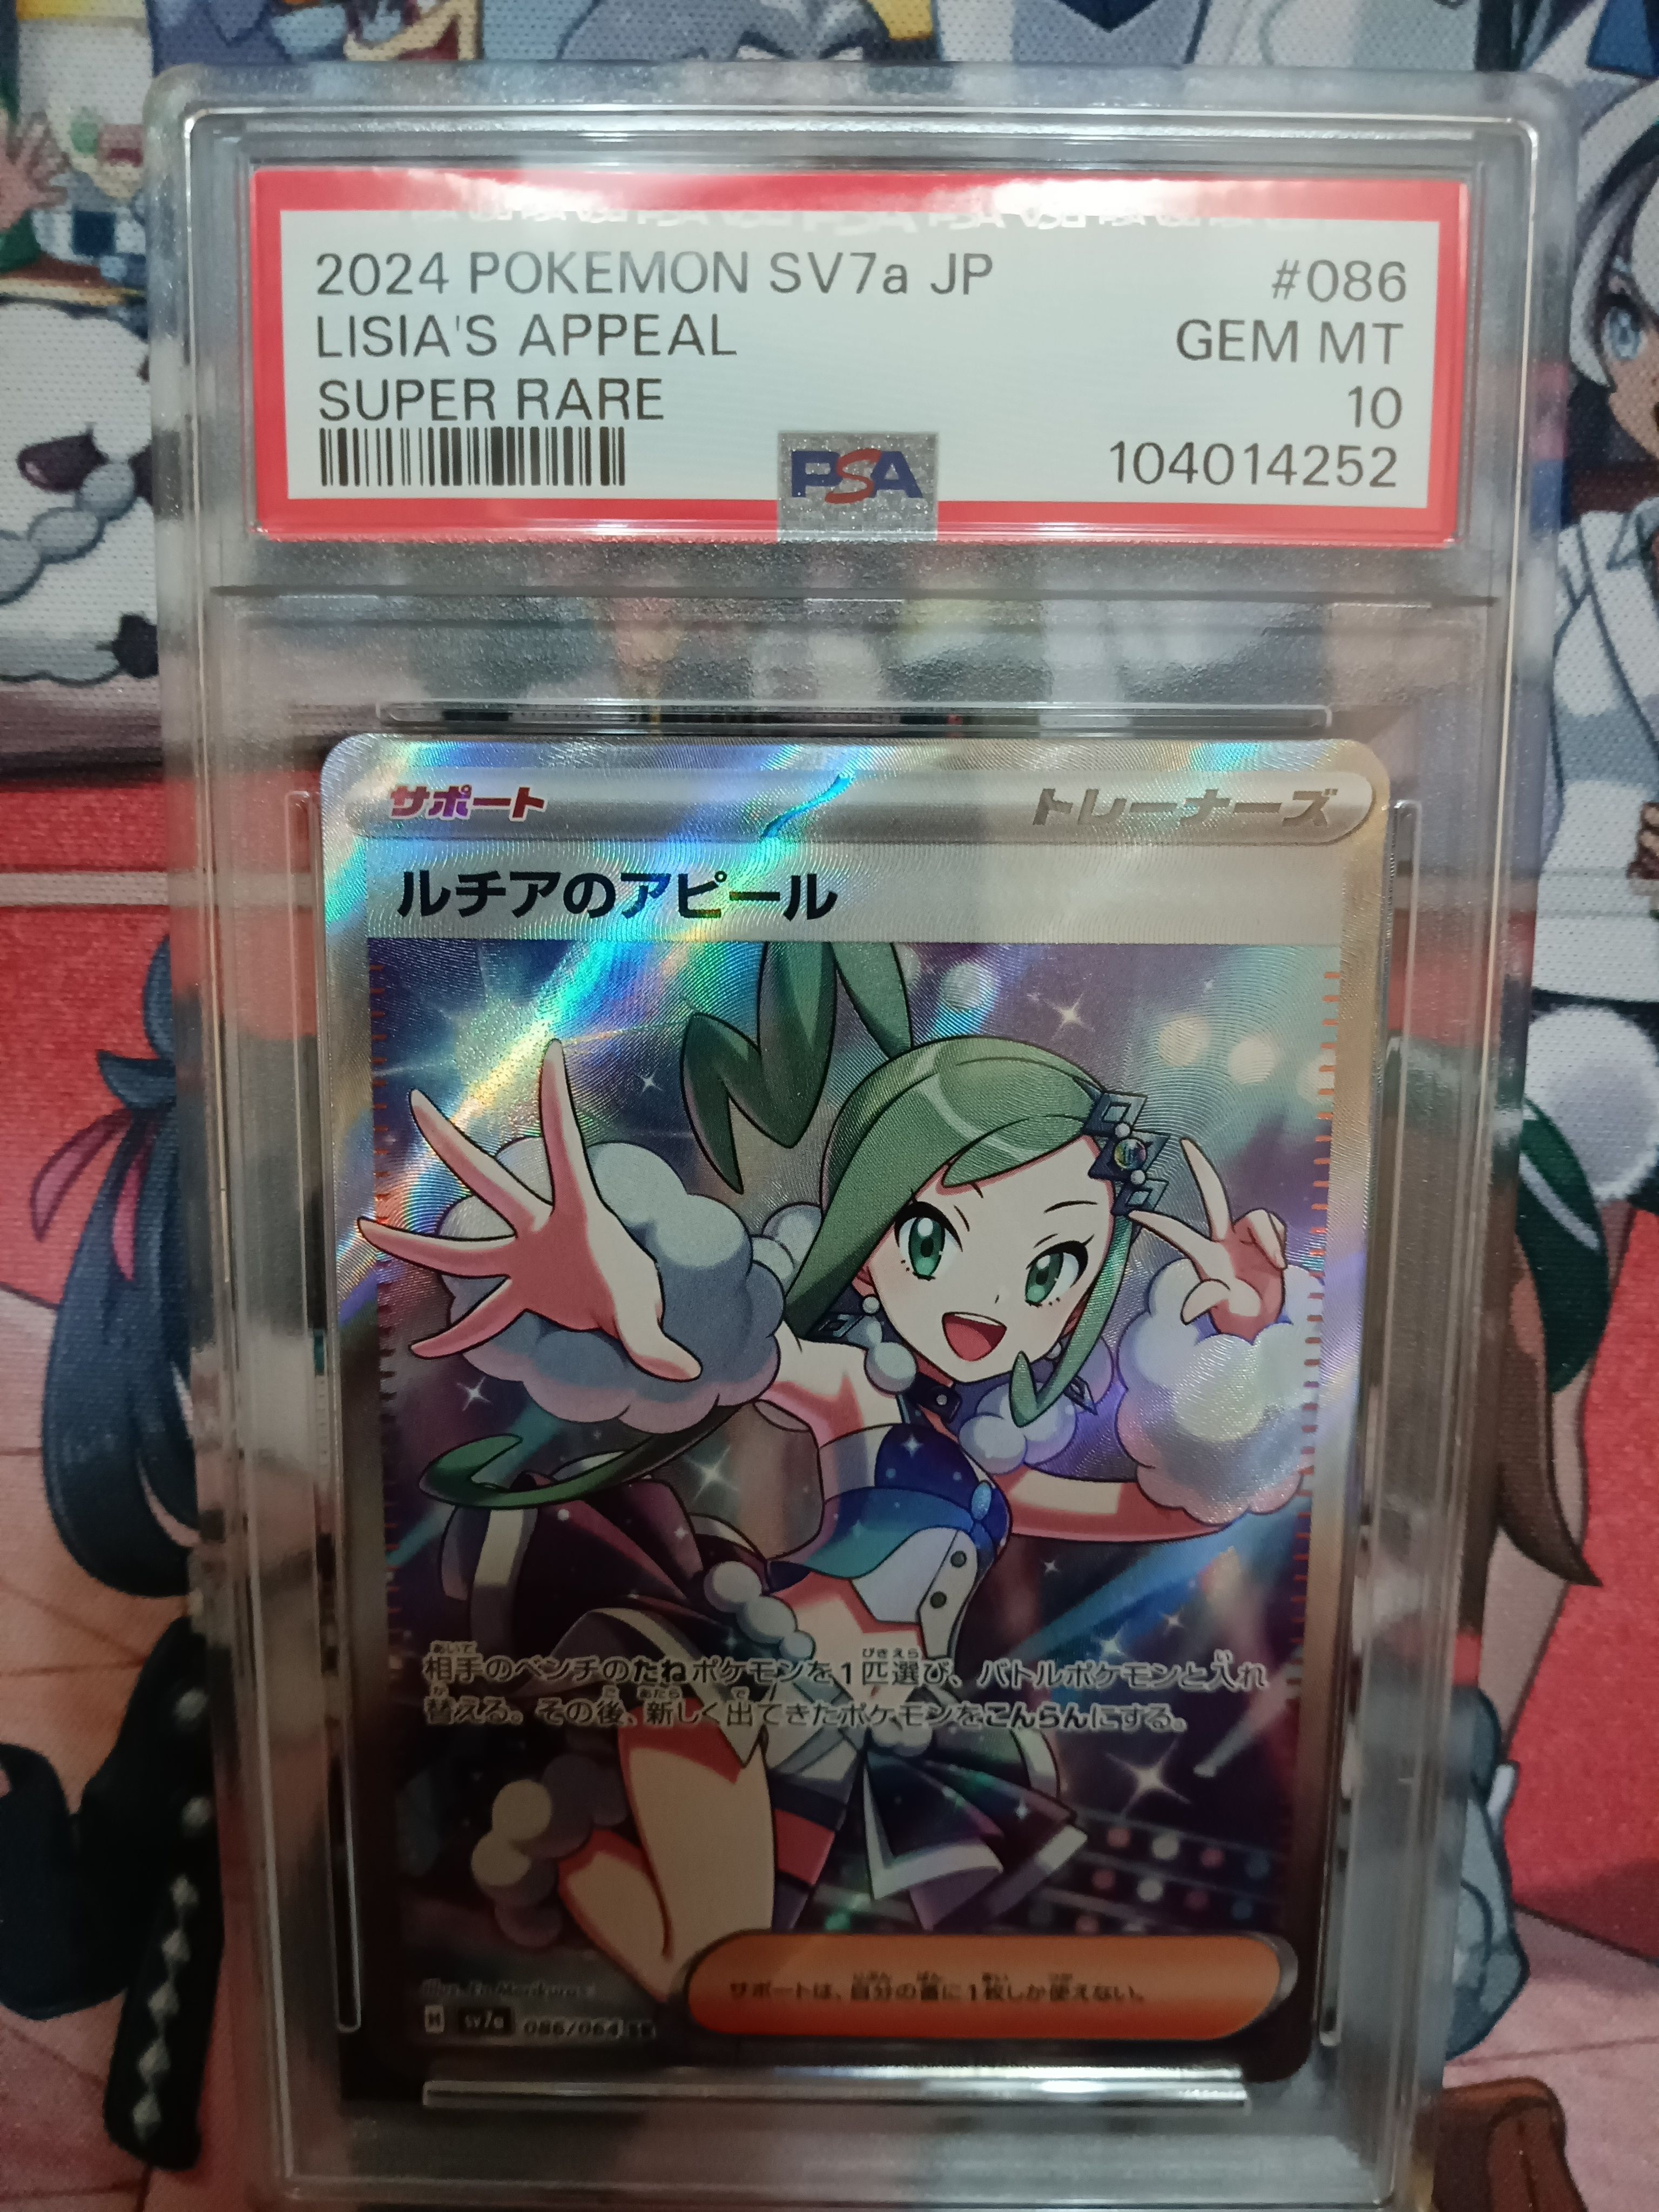 2024 POKEMON SV7a JP #086
LISIA'S APPEAL GEM MT
SUPER RARE 10
PSA 104014252
サポート トレーナーズ
ルチアのアピール
相手のベンチのたねポケモンを1匹選び、バトルポケモンと入れ
替える。その後、新しく出てきたポケモンをこんらんにする。
サポートは、自分の番に1枚しか使えない。
H sv7a 086/064 SR